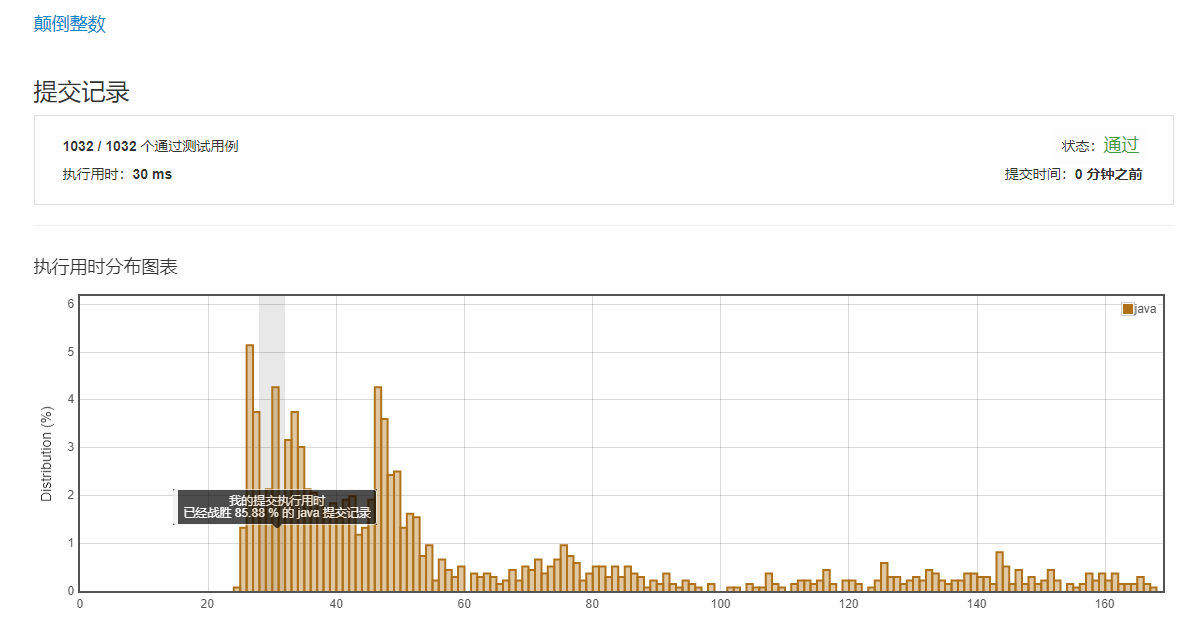 颠倒整数
提交记录
1032 / 1032 个通过测试用例
状态：通过
执行用时：30 ms
提交时间：0 分钟之前
执行用时分布图表
java
6
5
4
3
2
1
0
Distribution (%)
我的提交执行用时
已经战胜 85.88 % 的 java 提交记录
0 20 40 60 80 100 120 140 160